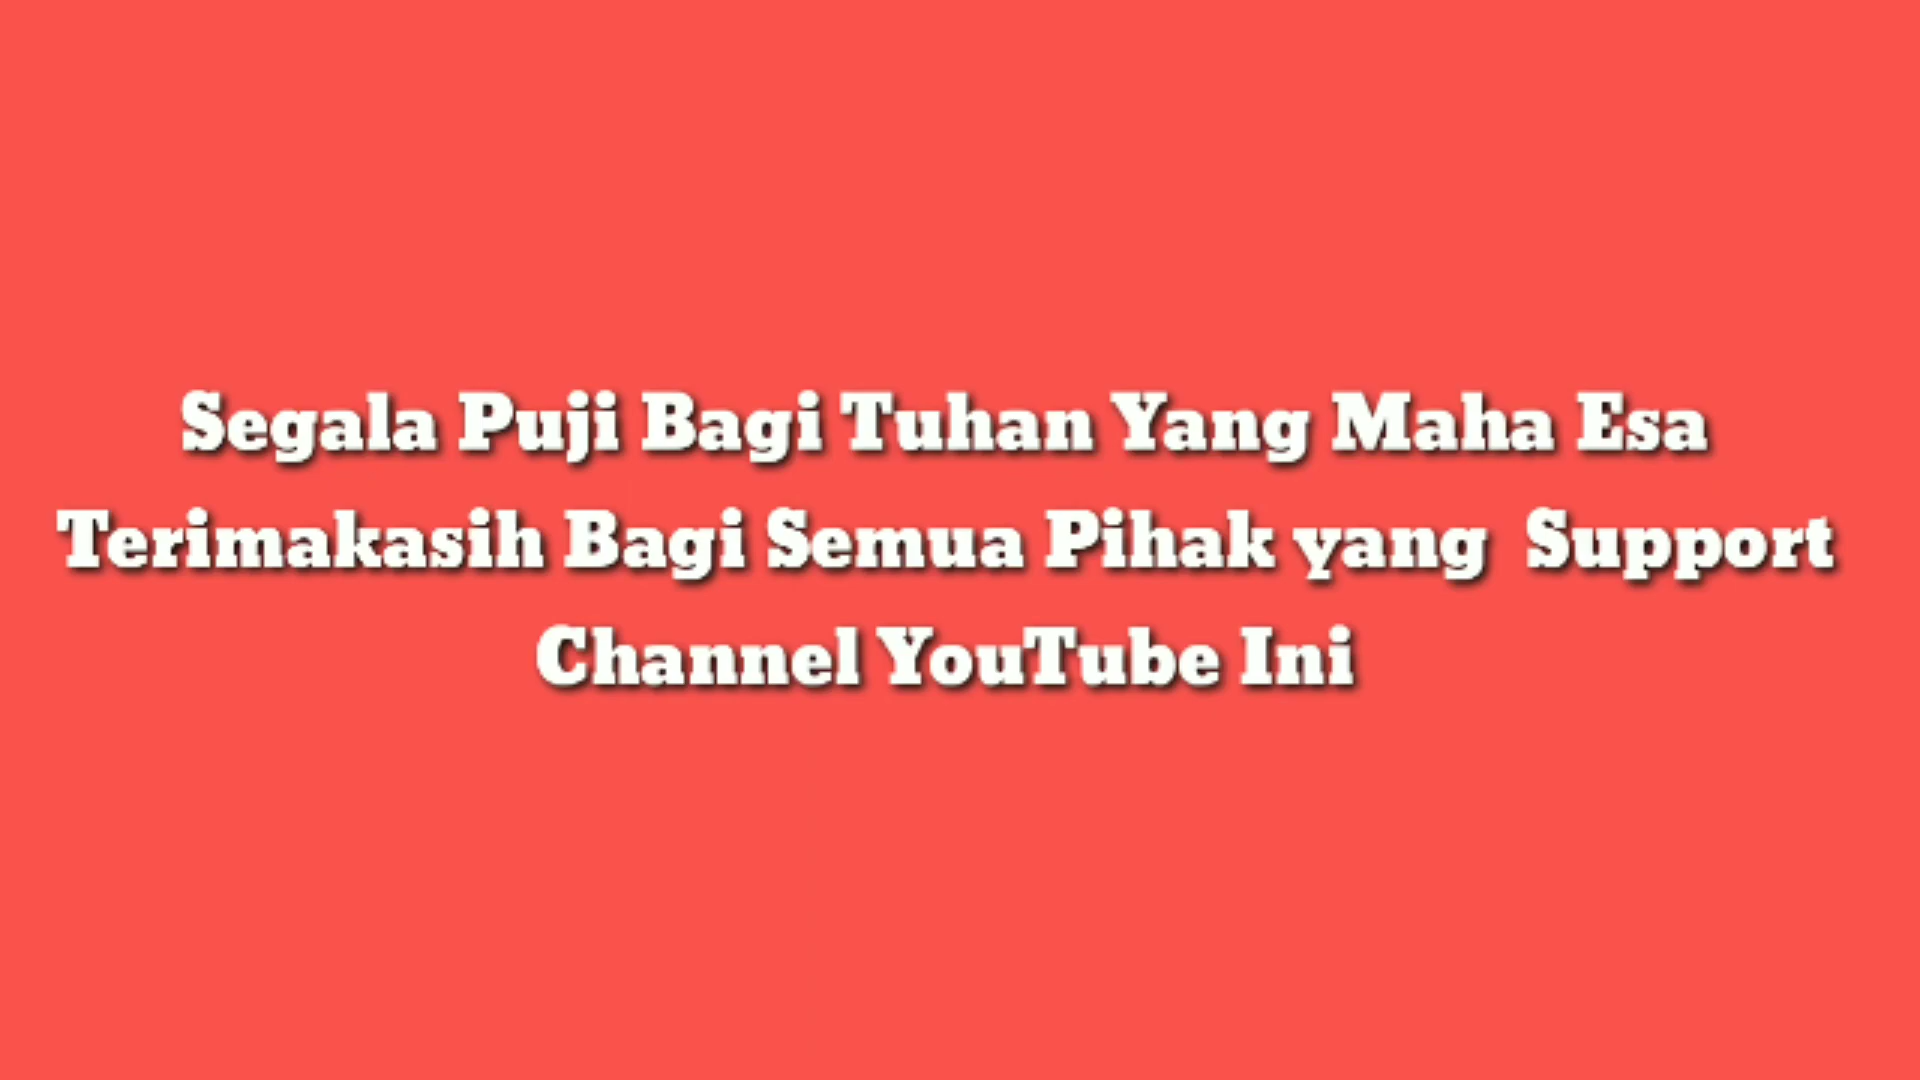 Segala Puji Bagi Tuhan Yang Maha Esa
Terimakasih Bagi Semua Pihak yang  Support
Channel YouTube Ini